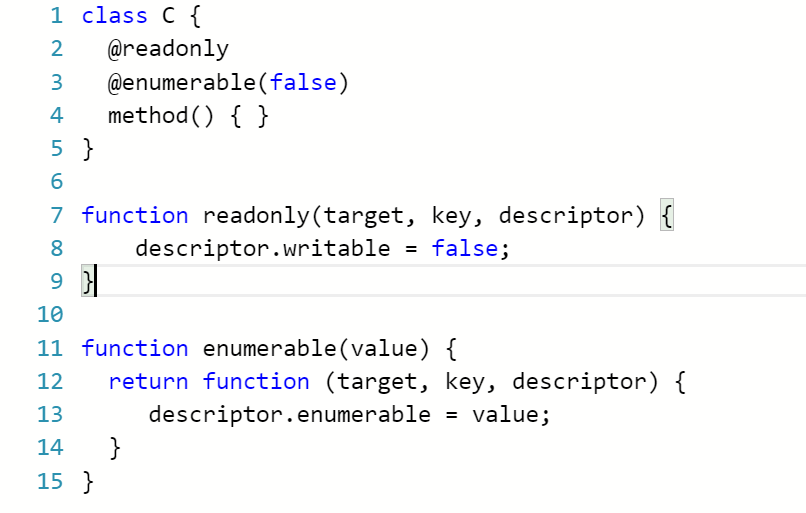 1 class C {
2   @readonly
3   @enumerable(false)
4   method() { }
5 }
6
7 function readonly(target, key, descriptor) {
8     descriptor.writable = false;
9 }
10
11 function enumerable(value) {
12   return function (target, key, descriptor) {
13      descriptor.enumerable = value;
14   }
15 }